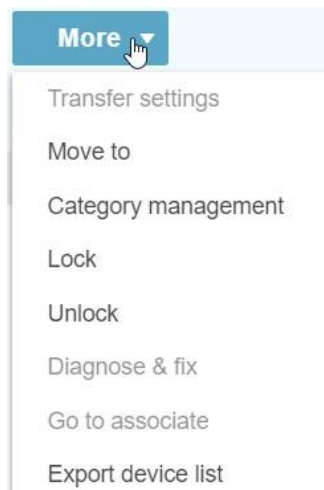 More
Transfer settings
Move to
Category management
Lock
Unlock
Diagnose & fix
Go to associate
Export device list